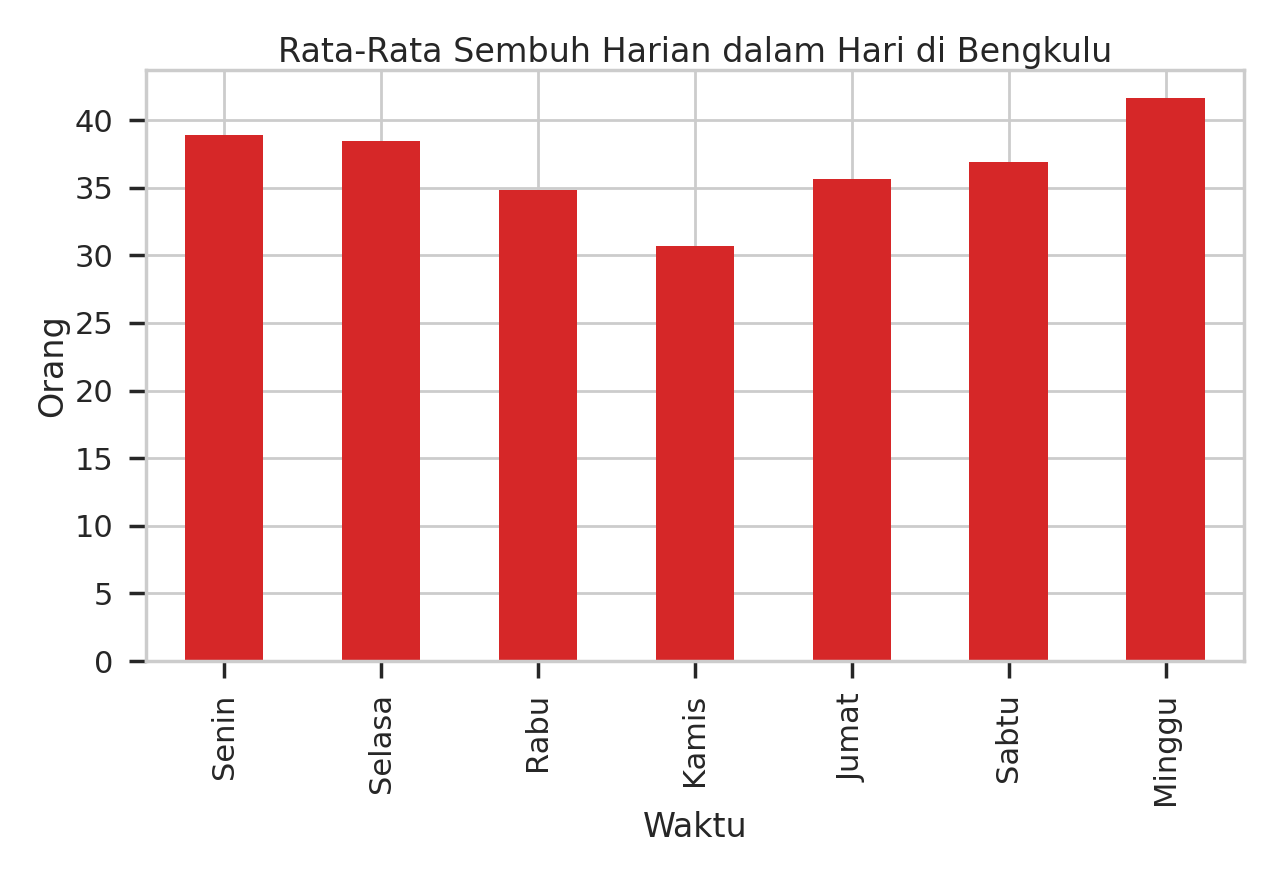 Rata-Rata Sembuh Harian dalam Hari di Bengkulu
Orang
40
35
30
25
20
15
10
5
0
Senin
Selasa
Rabu
Kamis
Jumat
Sabtu
Minggu
Waktu